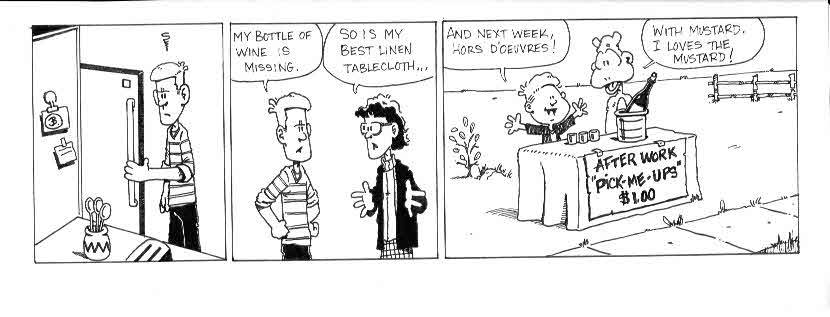 MY BOTTLE OF
WINE IS
MISSING.
SO IS MY
BEST LINEN
TABLECLOTH...
AND NEXT WEEK,
HORS D'OEUVRES!
WITH MUSTARD.
I LOVES THE
MUSTARD!
AFTER WORK
"PICK-ME-UPS"
$1.00